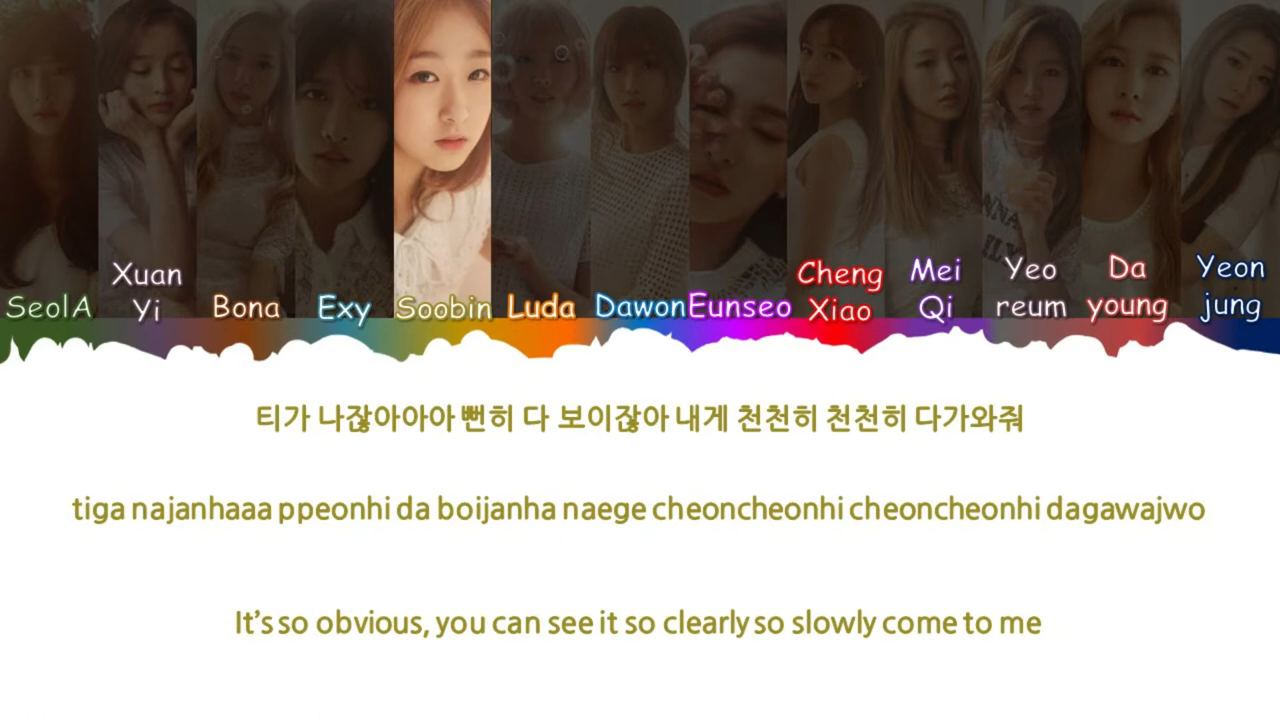 SeolA
Xuan
Yi
Bona
Exy
Soobin
Luda
Dawon
Eunseo
Cheng
Xiao
Mei
Qi
Yeo
reum
Da
young
Yeon
jung
티가 나잖아아아 뻔히 다 보이잖아 내게 천천히 천천히 다가와줘
tiga najanhaaa ppeonhi da boijanha naege cheoncheonhi cheoncheonhi dagawajwo
It's so obvious, you can see it so clearly so slowly come to me